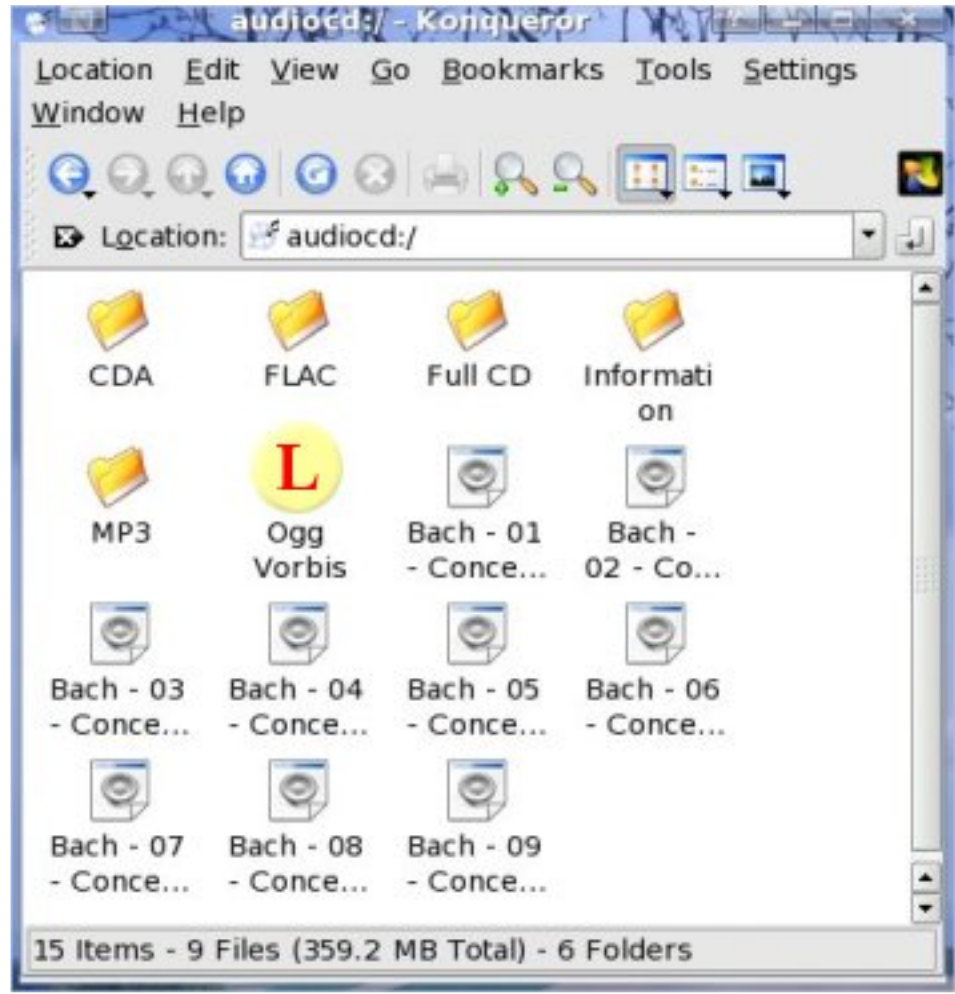 audiocd:/ - Konqueror
Location Edit View Go Bookmarks Tools Settings
Window Help
Location: audiocd:/
CDA FLAC Full CD Informati
on
MP3 Ogg Bach - 01 Bach -
Vorbis - Conce... 02 - Co...
L
Bach - 03 Bach - 04 Bach - 05 Bach - 06
- Conce... - Conce... - Conce... - Conce...
Bach - 07 Bach - 08 Bach - 09
- Conce... - Conce... - Conce...
15 Items - 9 Files (359.2 MB Total) - 6 Folders